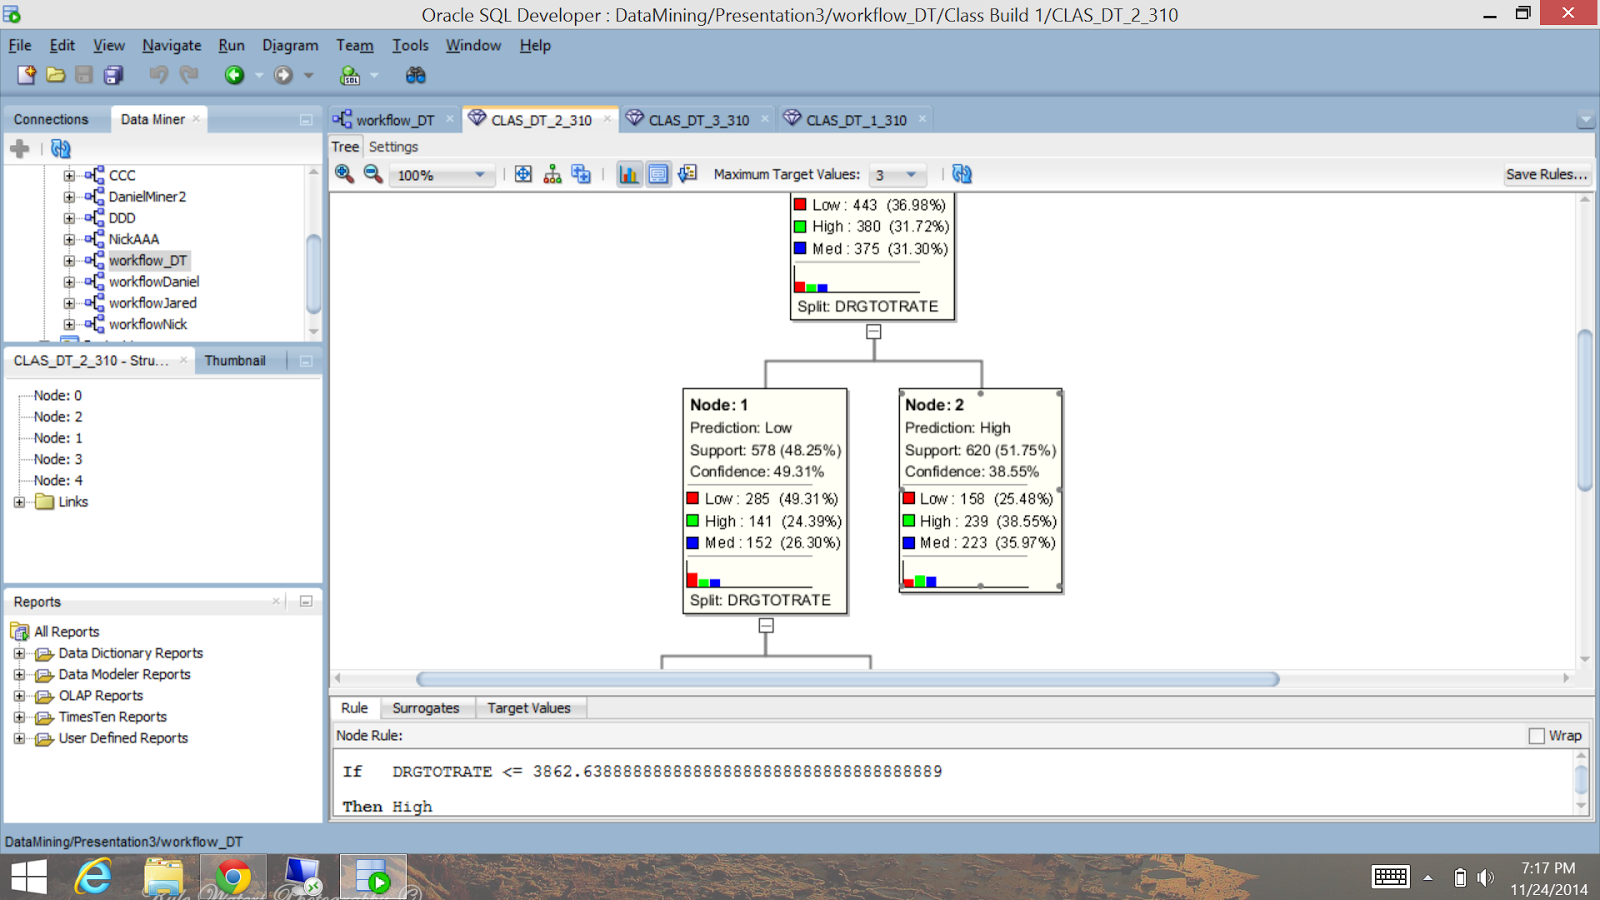 Oracle SQL Developer : DataMining/Presentation3/workflow_DT/Class Build 1/CLAS_DT_2_310
File Edit View Navigate Run Diagram Team Tools Window Help
Connections Data Miner
workflow_DT CLAS_DT_2_310 CLAS_DT_3_310 CLAS_DT_1_310
Tree Settings
100% Maximum Target Values: 3 Save Rules...
CCC
DanielMiner2
DDD
NickAAA
workflow_DT
workflowDaniel
workflowJared
workflowNick
CLAS_DT_2_310 - Stru... Thumbnail
Node: 0
Node: 2
Node: 1
Node: 3
Node: 4
Links
Reports
All Reports
Data Dictionary Reports
Data Modeler Reports
OLAP Reports
TimesTen Reports
User Defined Reports
Low : 443 (36.98%)
High : 380 (31.72%)
Med : 375 (31.30%)
Split: DRGTOTRATE
Node: 1
Prediction: Low
Support: 578 (48.25%)
Confidence: 49.31%
Low : 285 (49.31%)
High : 141 (24.39%)
Med : 152 (26.30%)
Split: DRGTOTRATE
Node: 2
Prediction: High
Support: 620 (51.75%)
Confidence: 38.55%
Low : 158 (25.48%)
High : 239 (38.55%)
Med : 223 (35.97%)
Rule Surrogates Target Values
Node Rule: Wrap
If DRGTOTRATE <= 3862.6388888888888888888888888888888889
Then High
DataMining/Presentation3/workflow_DT
7:17 PM
11/24/2014